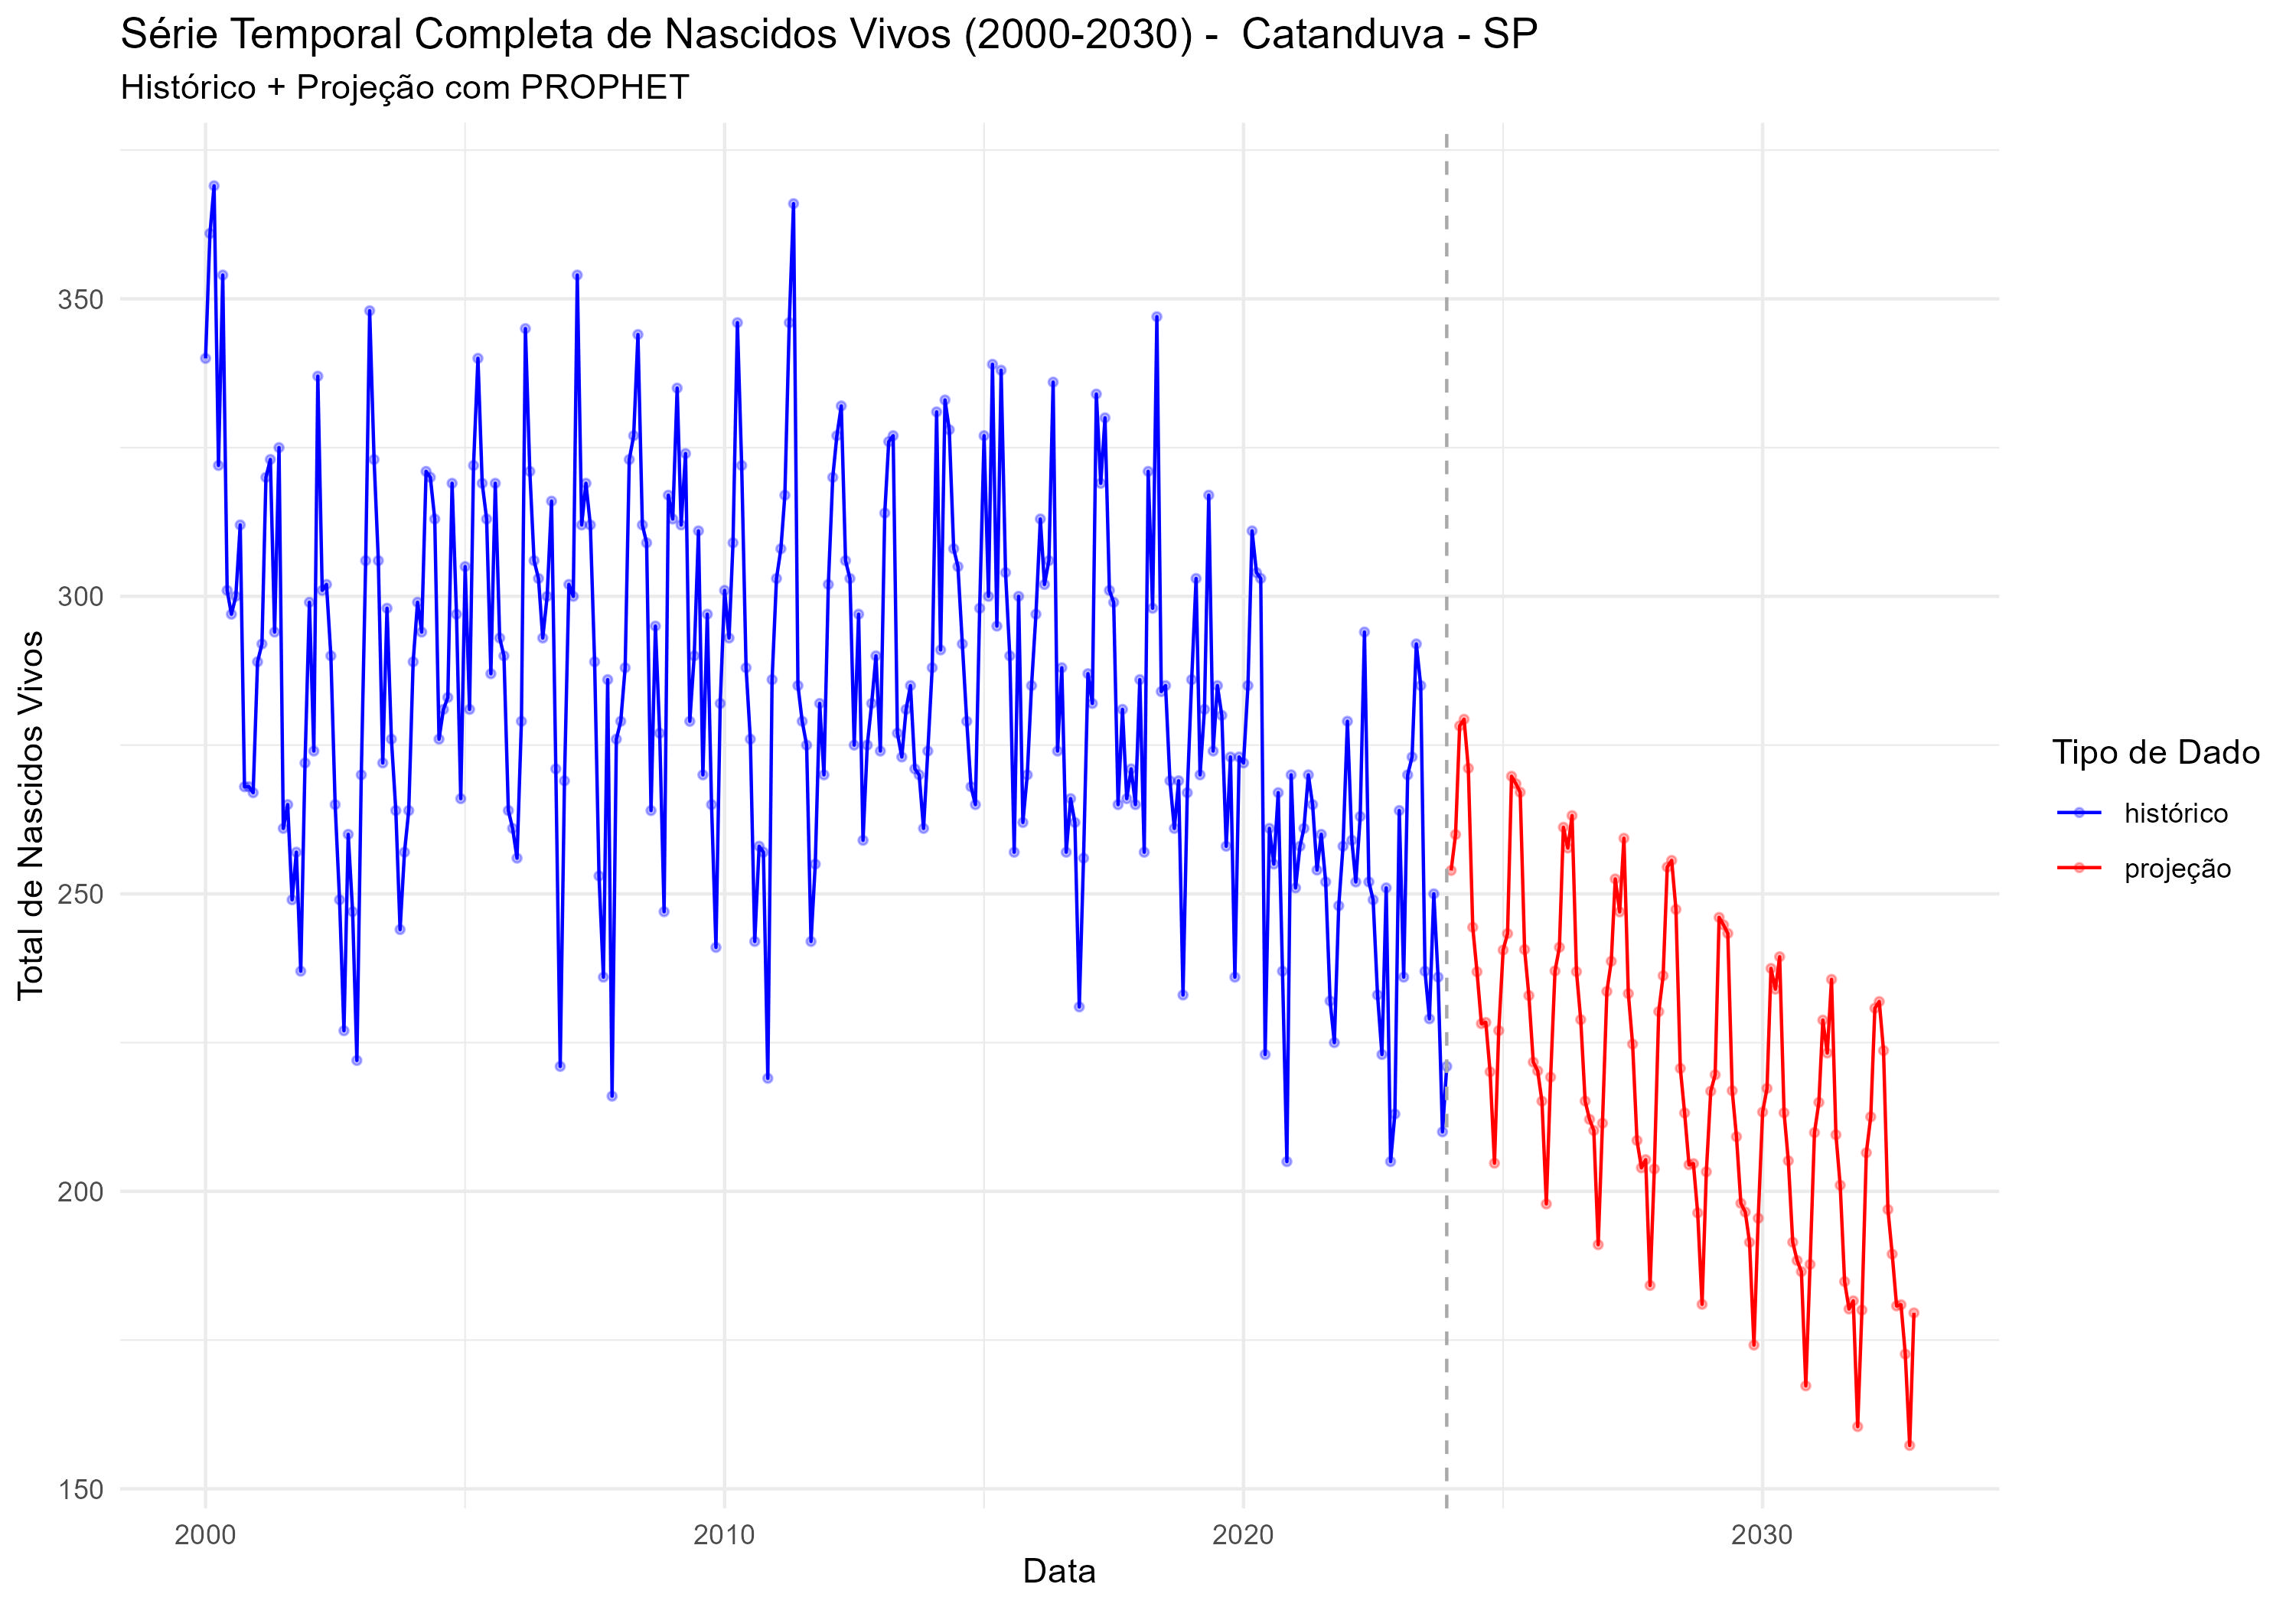 Série Temporal Completa de Nascidos Vivos (2000-2030) -  Catanduva - SP
Histórico + Projeção com PROPHET
Total de Nascidos Vivos
350
300
250
200
150
2000
2010
2020
2030
Data
Tipo de Dado
histórico
projeção